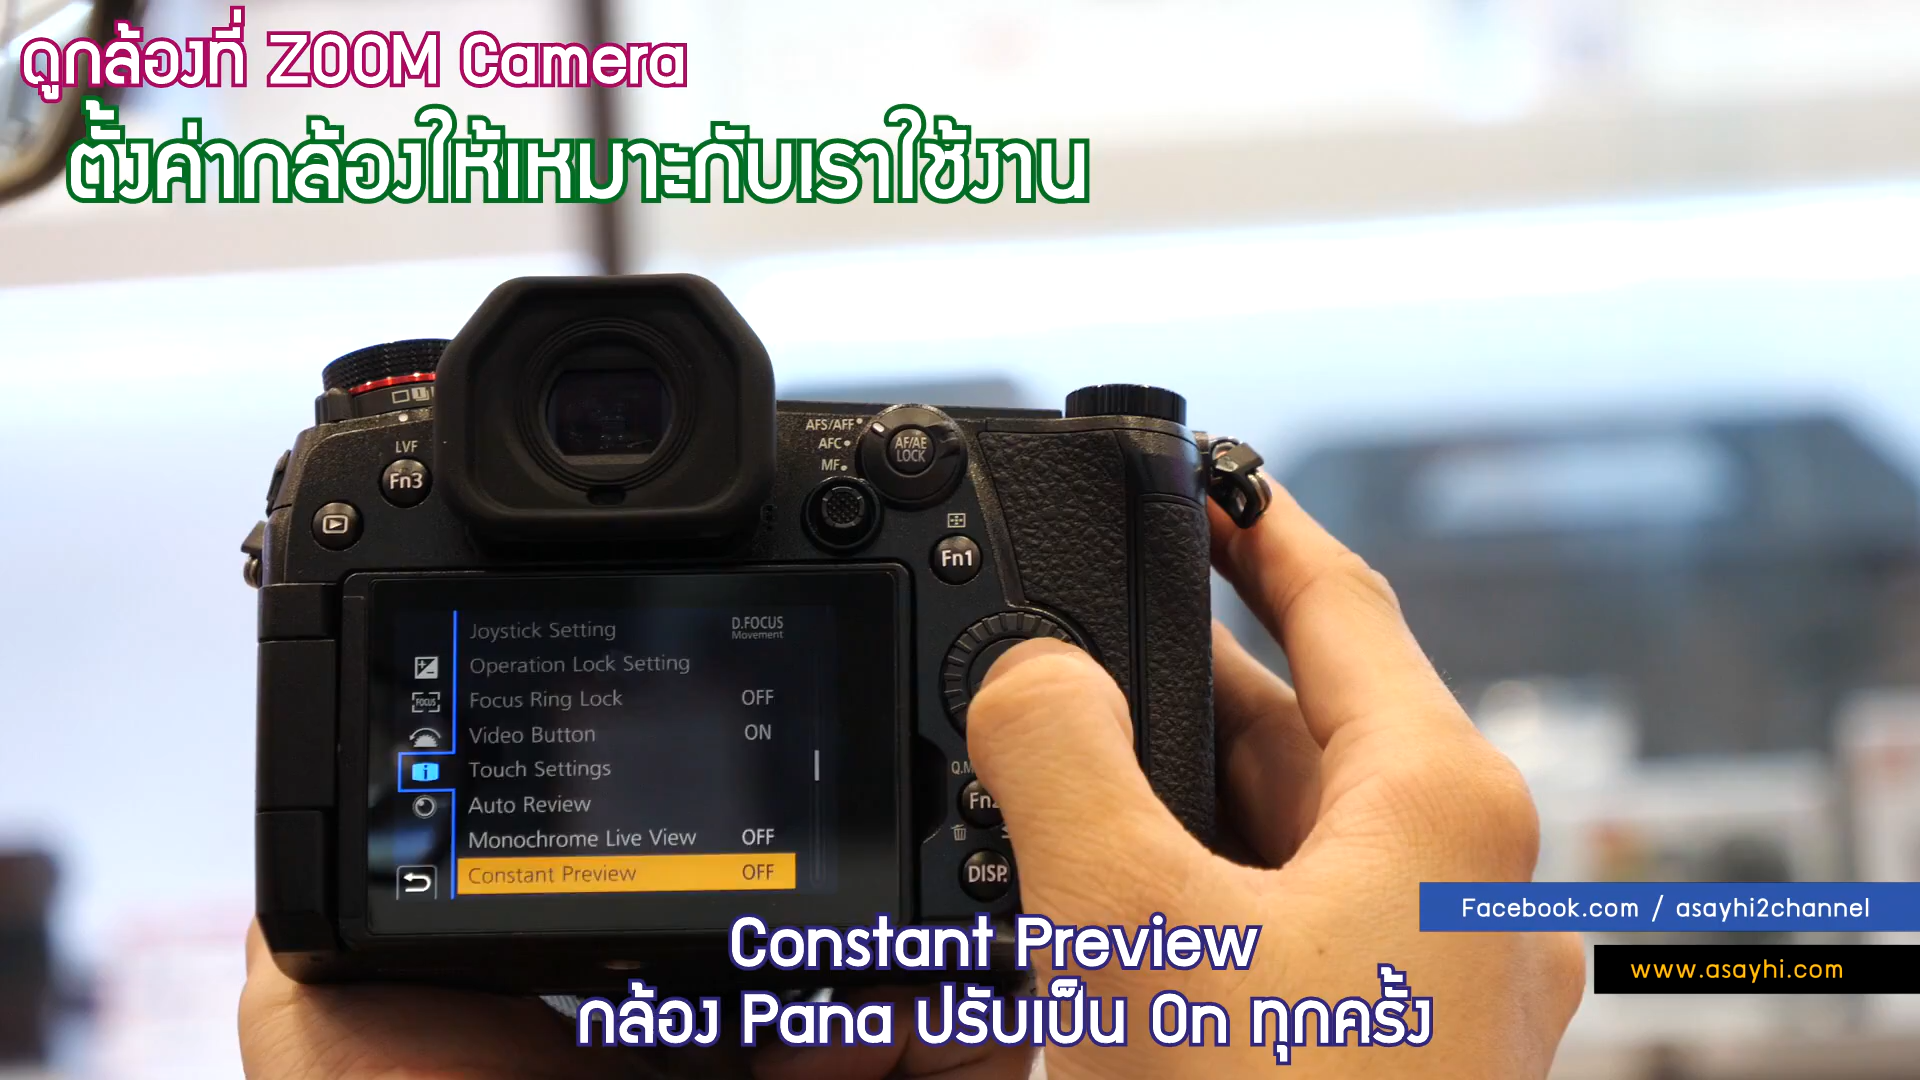 ดูกล้องที่ ZOOM Camera
ตั้งค่ากล้องให้เหมาะกับเราใช้งาน
LVF
Fn3
AFS/AFF
AFC
MF
AF/AE
LOCK
Fn1
Joystick Setting D.FOCUS
Movement
Operation Lock Setting
Focus Ring Lock OFF
Video Button ON
Touch Settings
Auto Review
Monochrome Live View OFF
Constant Preview OFF
FOCUS
Fn2
DISP.
Facebook.com / asayhi2channel
www.asayhi.com
Constant Preview
กล้อง Pana ปรับเป็น On ทุกครั้ง